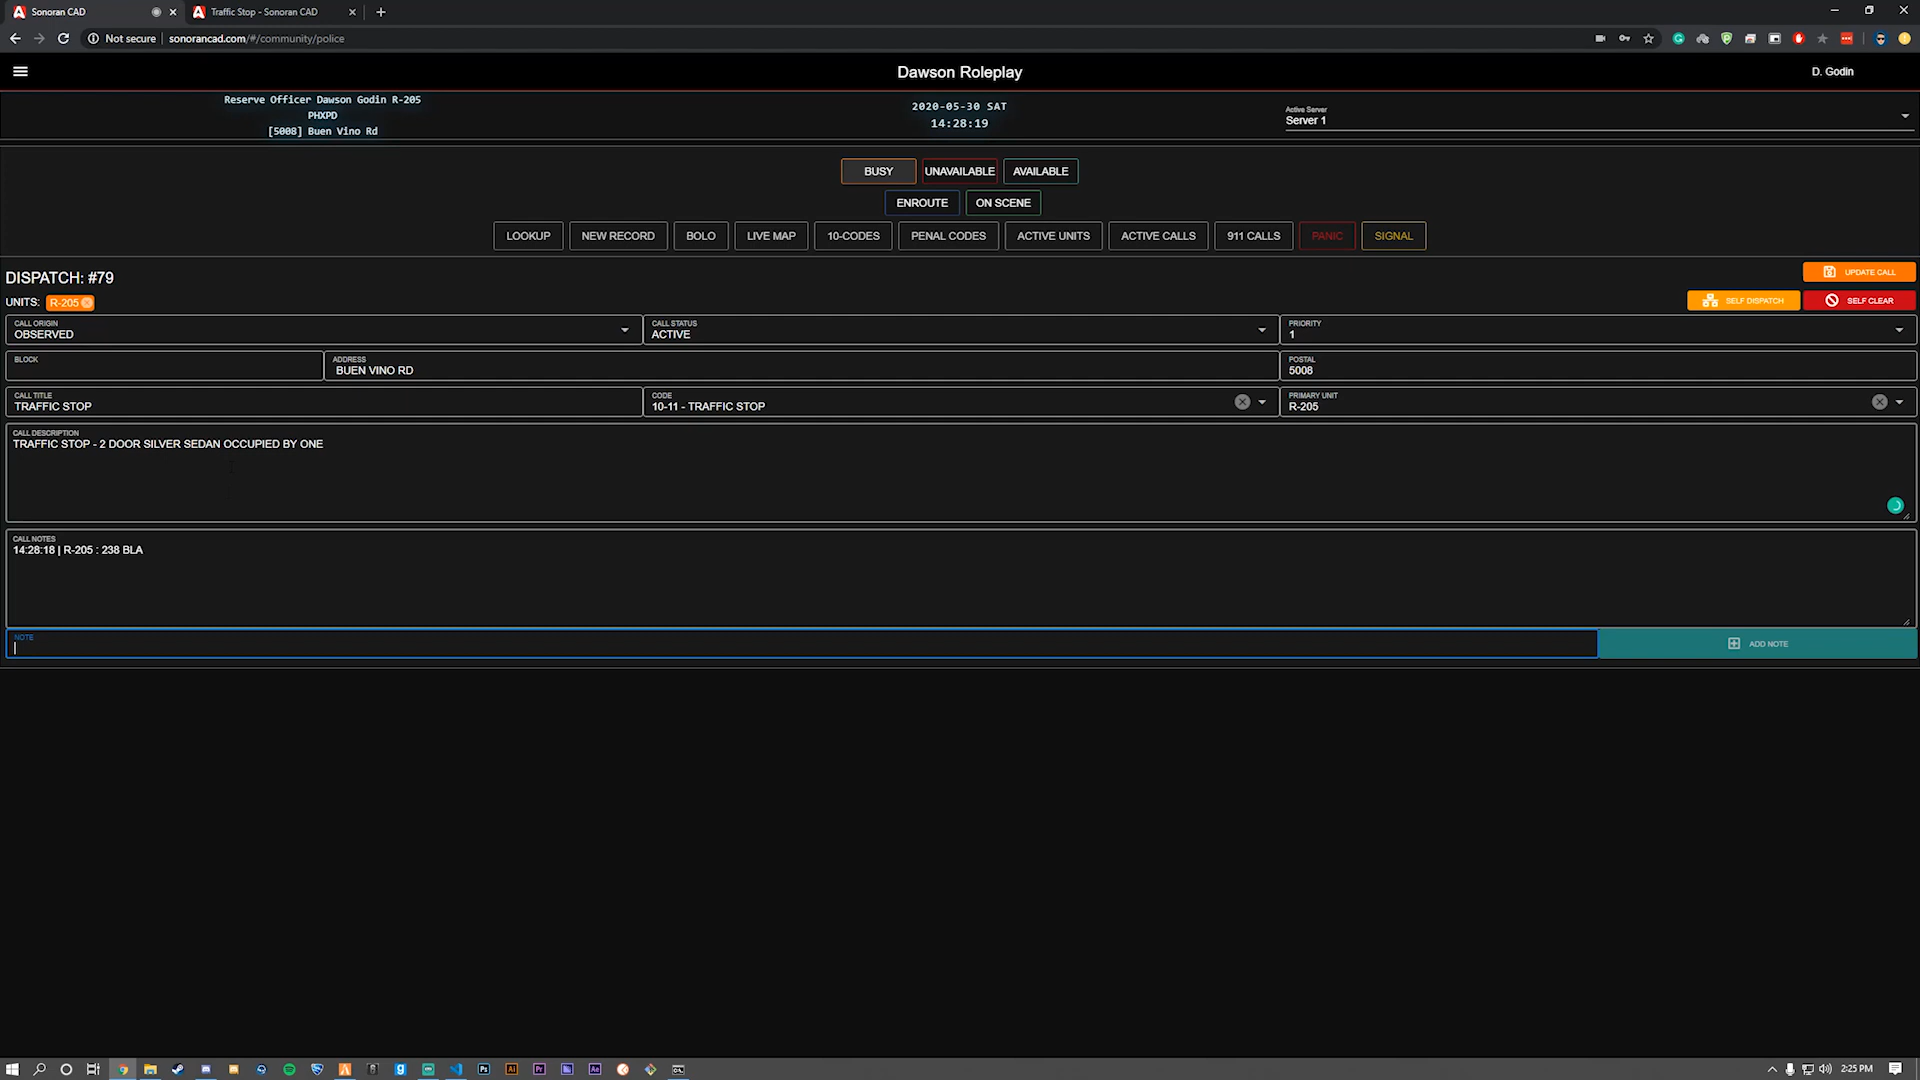 Sonoran CAD
Traffic Stop - Sonoran CAD
Not secure | sonorancad.com/#/community/police
Dawson Roleplay
D. Godin
Reserve Officer Dawson Godin R-205
PHXPD
[5008] Buen Vino Rd
2020-05-30 SAT
14:28:19
Active Server
Server 1
BUSY UNAVAILABLE AVAILABLE
ENROUTE ON SCENE
LOOKUP NEW RECORD BOLO LIVE MAP 10-CODES PENAL CODES ACTIVE UNITS ACTIVE CALLS 911 CALLS PANIC SIGNAL
DISPATCH: #79
UPDATE CALL
UNITS: R-205
SELF DISPATCH SELF CLEAR
CALL ORIGIN
OBSERVED
CALL STATUS
ACTIVE
PRIORITY
1
BLOCK
ADDRESS
BUEN VINO RD
POSTAL
5008
CALL TITLE
TRAFFIC STOP
CODE
10-11 - TRAFFIC STOP
PRIMARY UNIT
R-205
CALL DESCRIPTION
TRAFFIC STOP - 2 DOOR SILVER SEDAN OCCUPIED BY ONE
CALL NOTES
14:28:18 | R-205 : 238 BLA
NOTE
ADD NOTE
2:25 PM